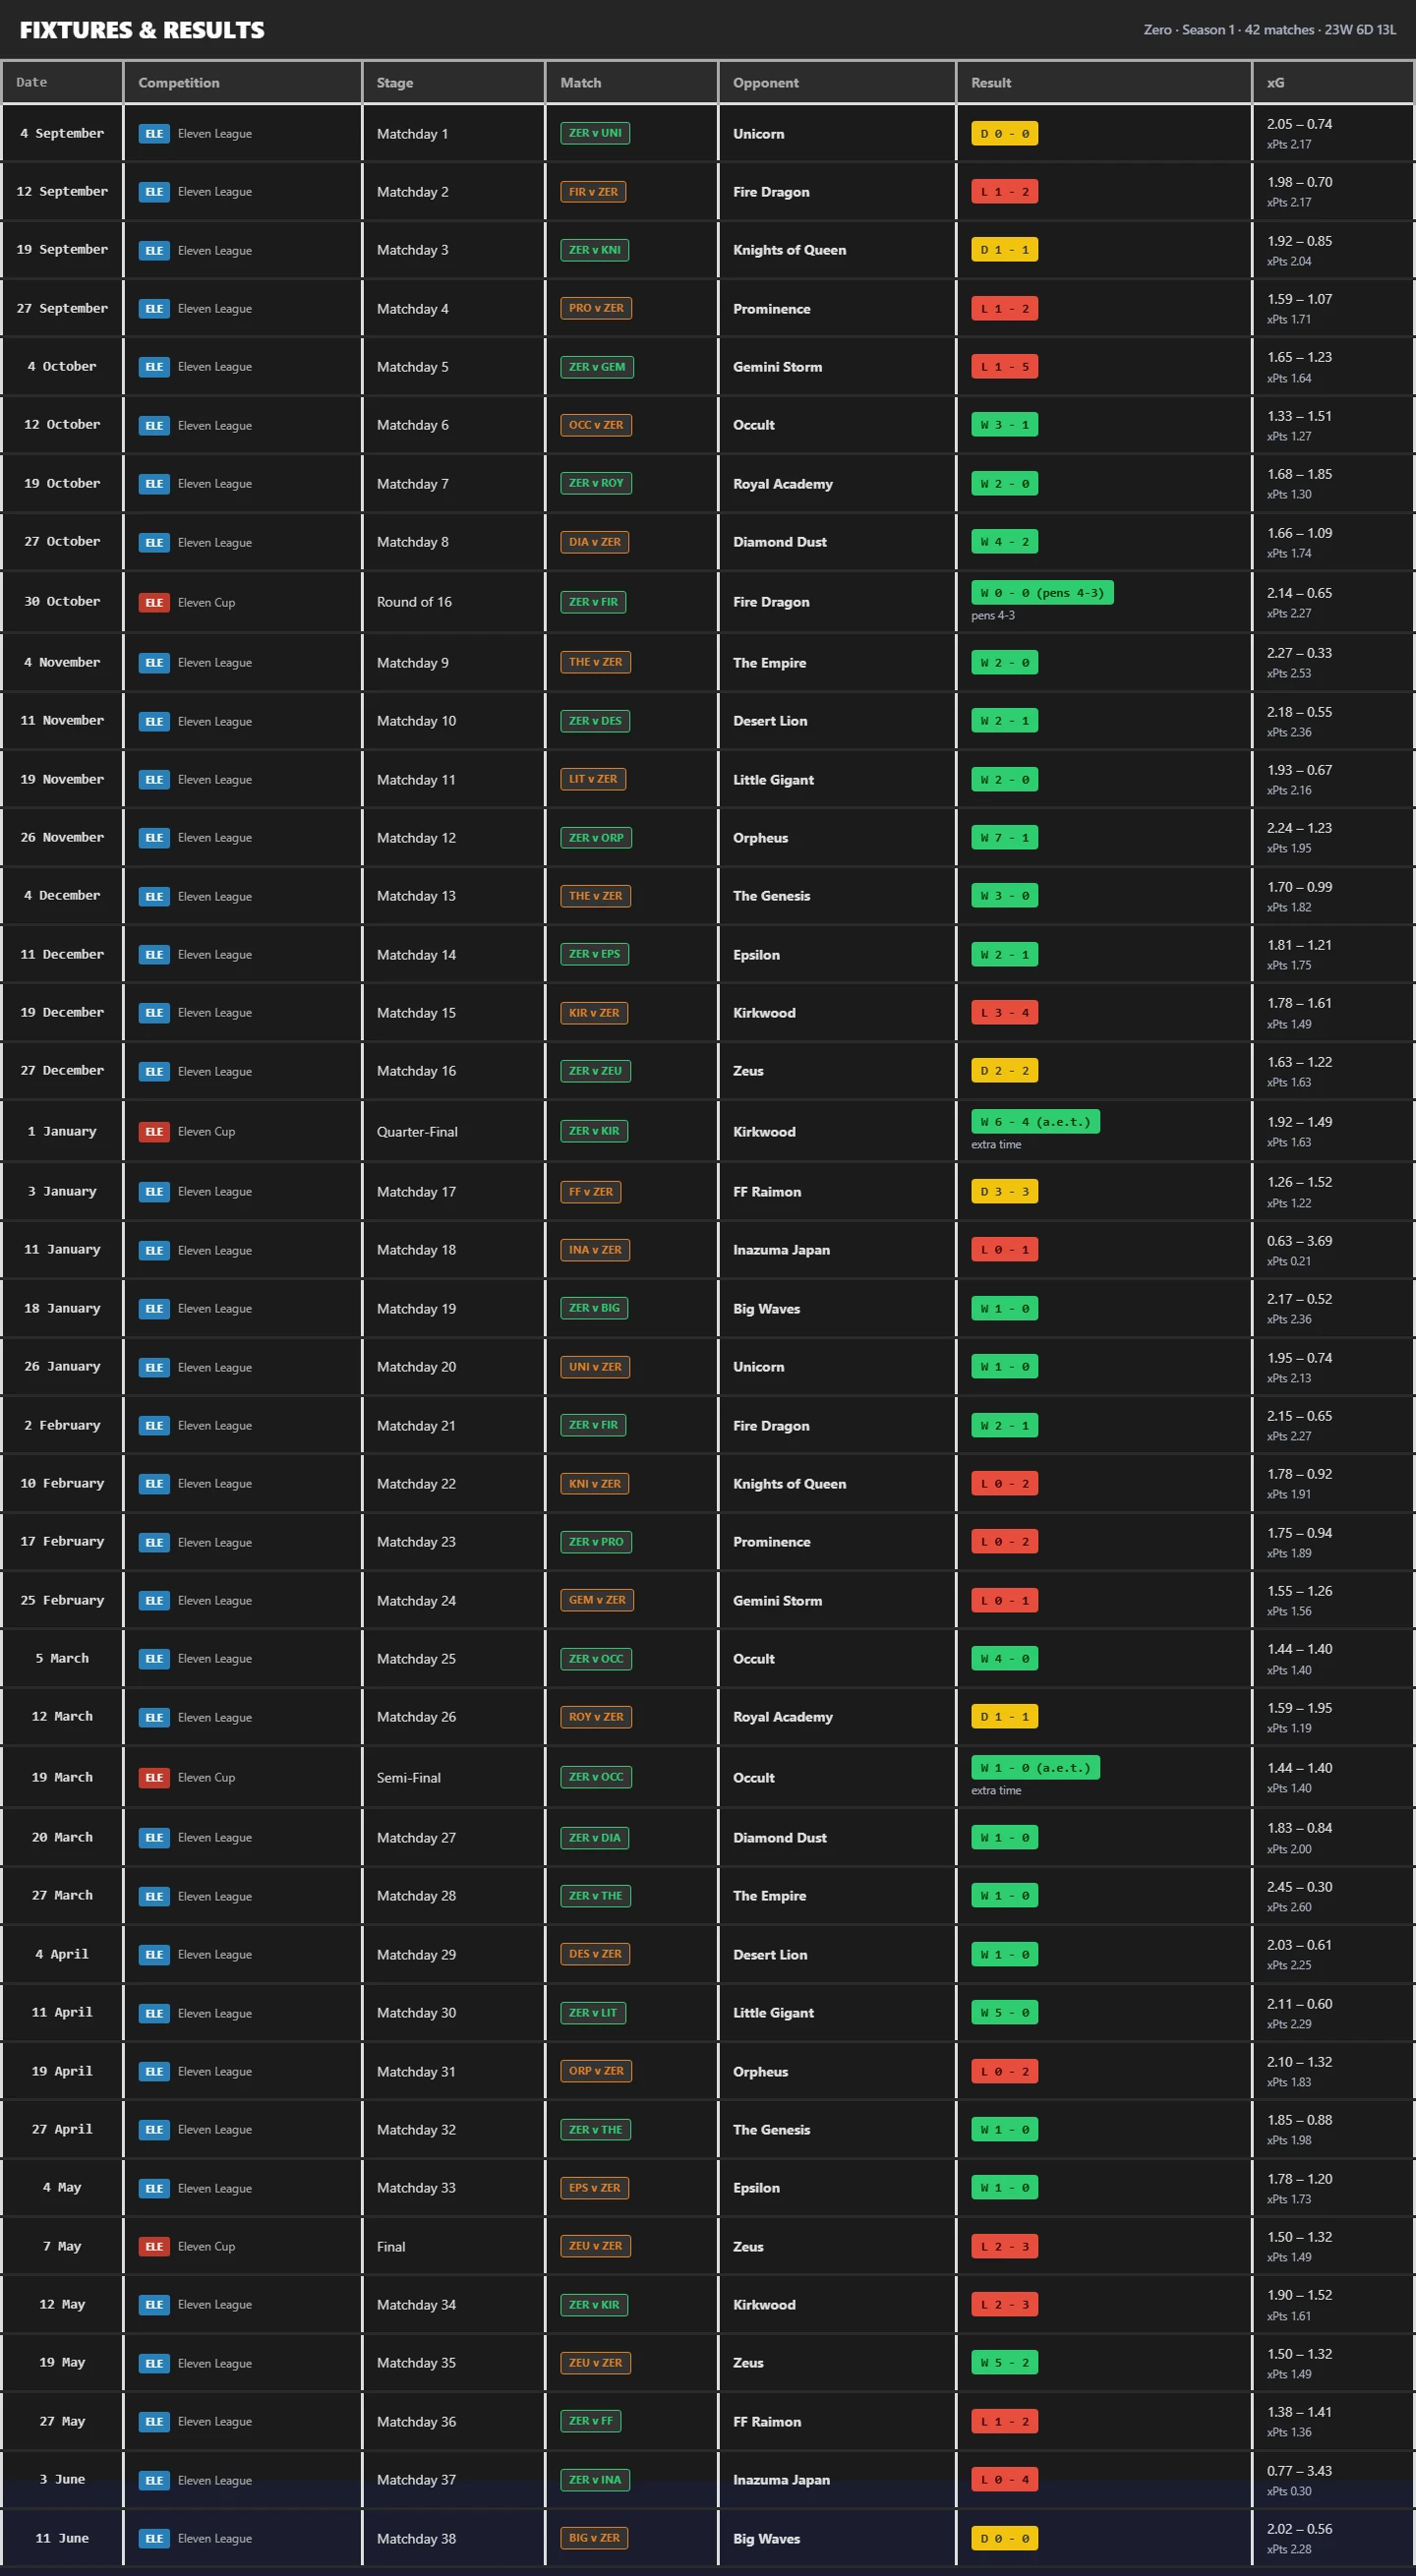 FIXTURES & RESULTS
Zero · Season 1 · 42 matches · 23W 6D 13L
Date Competition Stage Match Opponent Result xG
4 September ELE Eleven League Matchday 1 ZER v UNI Unicorn D 0 - 0 2.05 – 0.74
xPts 2.17
12 September ELE Eleven League Matchday 2 FIR v ZER Fire Dragon L 1 - 2 1.98 – 0.70
xPts 2.17
19 September ELE Eleven League Matchday 3 ZER v KNI Knights of Queen D 1 - 1 1.92 – 0.85
xPts 2.04
27 September ELE Eleven League Matchday 4 PRO v ZER Prominence L 1 - 2 1.59 – 1.07
xPts 1.71
4 October ELE Eleven League Matchday 5 ZER v GEM Gemini Storm L 1 - 5 1.65 – 1.23
xPts 1.64
12 October ELE Eleven League Matchday 6 OCC v ZER Occult W 3 - 1 1.33 – 1.51
xPts 1.27
19 October ELE Eleven League Matchday 7 ZER v ROY Royal Academy W 2 - 0 1.68 – 1.85
xPts 1.30
27 October ELE Eleven League Matchday 8 DIA v ZER Diamond Dust W 4 - 2 1.66 – 1.09
xPts 1.74
30 October ELE Eleven Cup Round of 16 ZER v FIR Fire Dragon W 0 - 0 (pens 4-3) 2.14 – 0.65
pens 4-3 xPts 2.27
4 November ELE Eleven League Matchday 9 THE v ZER The Empire W 2 - 0 2.27 – 0.33
xPts 2.53
11 November ELE Eleven League Matchday 10 ZER v DES Desert Lion W 2 - 1 2.18 – 0.55
xPts 2.36
19 November ELE Eleven League Matchday 11 LIT v ZER Little Gigant W 2 - 0 1.93 – 0.67
xPts 2.16
26 November ELE Eleven League Matchday 12 ZER v ORP Orpheus W 7 - 1 2.24 – 1.23
xPts 1.95
4 December ELE Eleven League Matchday 13 THE v ZER The Genesis W 3 - 0 1.70 – 0.99
xPts 1.82
11 December ELE Eleven League Matchday 14 ZER v EPS Epsilon W 2 - 1 1.81 – 1.21
xPts 1.75
19 December ELE Eleven League Matchday 15 KIR v ZER Kirkwood L 3 - 4 1.78 – 1.61
xPts 1.49
27 December ELE Eleven League Matchday 16 ZER v ZEU Zeus D 2 - 2 1.63 – 1.22
xPts 1.63
1 January ELE Eleven Cup Quarter-Final ZER v KIR Kirkwood W 6 - 4 (a.e.t.) 1.92 – 1.49
extra time xPts 1.63
3 January ELE Eleven League Matchday 17 FF v ZER FF Raimon D 3 - 3 1.26 – 1.52
xPts 1.22
11 January ELE Eleven League Matchday 18 INA v ZER Inazuma Japan L 0 - 1 0.63 – 3.69
xPts 0.21
18 January ELE Eleven League Matchday 19 ZER v BIG Big Waves W 1 - 0 2.17 – 0.52
xPts 2.36
26 January ELE Eleven League Matchday 20 UNI v ZER Unicorn W 1 - 0 1.95 – 0.74
xPts 2.13
2 February ELE Eleven League Matchday 21 ZER v FIR Fire Dragon W 2 - 1 2.15 – 0.65
xPts 2.27
10 February ELE Eleven League Matchday 22 KNI v ZER Knights of Queen L 0 - 2 1.78 – 0.92
xPts 1.91
17 February ELE Eleven League Matchday 23 ZER v PRO Prominence L 0 - 2 1.75 – 0.94
xPts 1.89
25 February ELE Eleven League Matchday 24 GEM v ZER Gemini Storm L 0 - 1 1.55 – 1.26
xPts 1.56
5 March ELE Eleven League Matchday 25 ZER v OCC Occult W 4 - 0 1.44 – 1.40
xPts 1.40
12 March ELE Eleven League Matchday 26 ROY v ZER Royal Academy D 1 - 1 1.59 – 1.95
xPts 1.19
19 March ELE Eleven Cup Semi-Final ZER v OCC Occult W 1 - 0 (a.e.t.) 1.44 – 1.40
extra time xPts 1.40
20 March ELE Eleven League Matchday 27 ZER v DIA Diamond Dust W 1 - 0 1.83 – 0.84
xPts 2.00
27 March ELE Eleven League Matchday 28 ZER v THE The Empire W 1 - 0 2.45 – 0.30
xPts 2.60
4 April ELE Eleven League Matchday 29 DES v ZER Desert Lion W 1 - 0 2.03 – 0.61
xPts 2.25
11 April ELE Eleven League Matchday 30 ZER v LIT Little Gigant W 5 - 0 2.11 – 0.60
xPts 2.29
19 April ELE Eleven League Matchday 31 ORP v ZER Orpheus L 0 - 2 2.10 – 1.32
xPts 1.83
27 April ELE Eleven League Matchday 32 ZER v THE The Genesis W 1 - 0 1.85 – 0.88
xPts 1.98
4 May ELE Eleven League Matchday 33 EPS v ZER Epsilon W 1 - 0 1.78 – 1.20
xPts 1.73
7 May ELE Eleven Cup Final ZEU v ZER Zeus L 2 - 3 1.50 – 1.32
xPts 1.49
12 May ELE Eleven League Matchday 34 ZER v KIR Kirkwood L 2 - 3 1.90 – 1.52
xPts 1.61
19 May ELE Eleven League Matchday 35 ZEU v ZER Zeus W 5 - 2 1.50 – 1.32
xPts 1.49
27 May ELE Eleven League Matchday 36 ZER v FF FF Raimon L 1 - 2 1.38 – 1.41
xPts 1.36
3 June ELE Eleven League Matchday 37 ZER v INA Inazuma Japan L 0 - 4 0.77 – 3.43
xPts 0.30
11 June ELE Eleven League Matchday 38 BIG v ZER Big Waves D 0 - 0 2.02 – 0.56
xPts 2.28